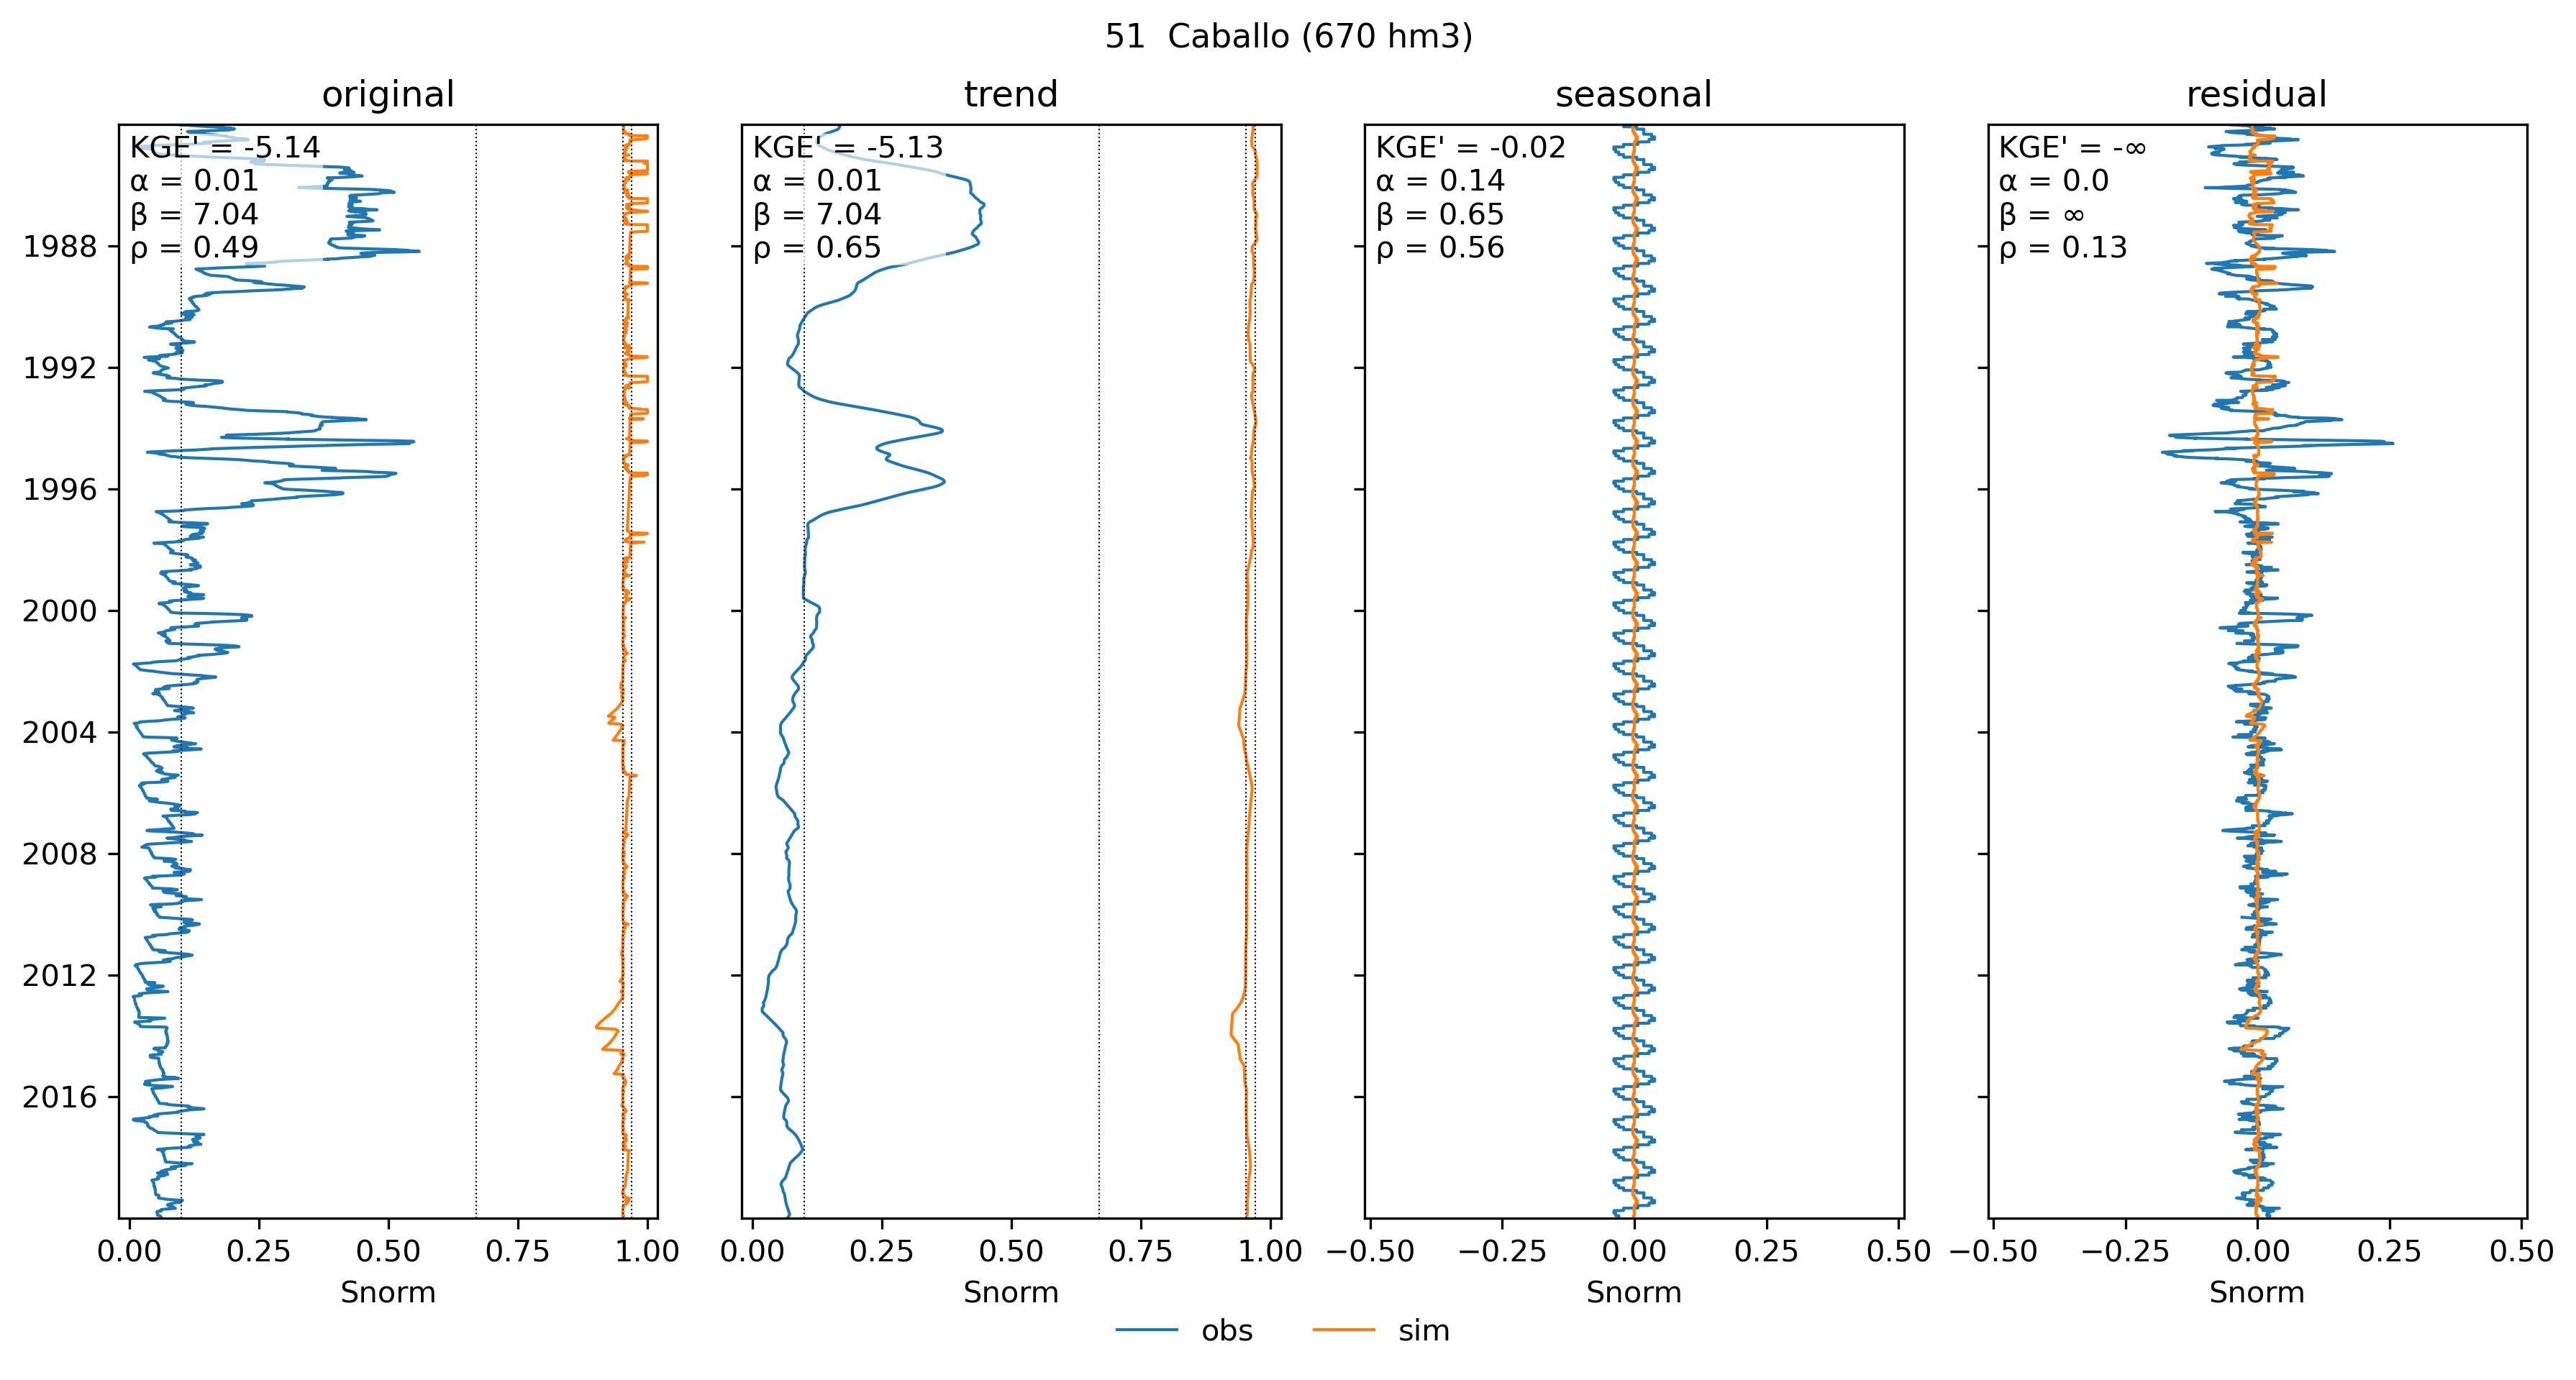 51  Caballo (670 hm3)
original
KGE' = -5.14
α = 0.01
β = 7.04
ρ = 0.49
1988
1992
1996
2000
2004
2008
2012
2016
0.00 0.25 0.50 0.75 1.00
Snorm
trend
KGE' = -5.13
α = 0.01
β = 7.04
ρ = 0.65
0.00 0.25 0.50 0.75 1.00
Snorm
seasonal
KGE' = -0.02
α = 0.14
β = 0.65
ρ = 0.56
−0.50 −0.25 0.00 0.25 0.50
Snorm
residual
KGE' = -∞
α = 0.0
β = ∞
ρ = 0.13
−0.50 −0.25 0.00 0.25 0.50
Snorm
obs sim